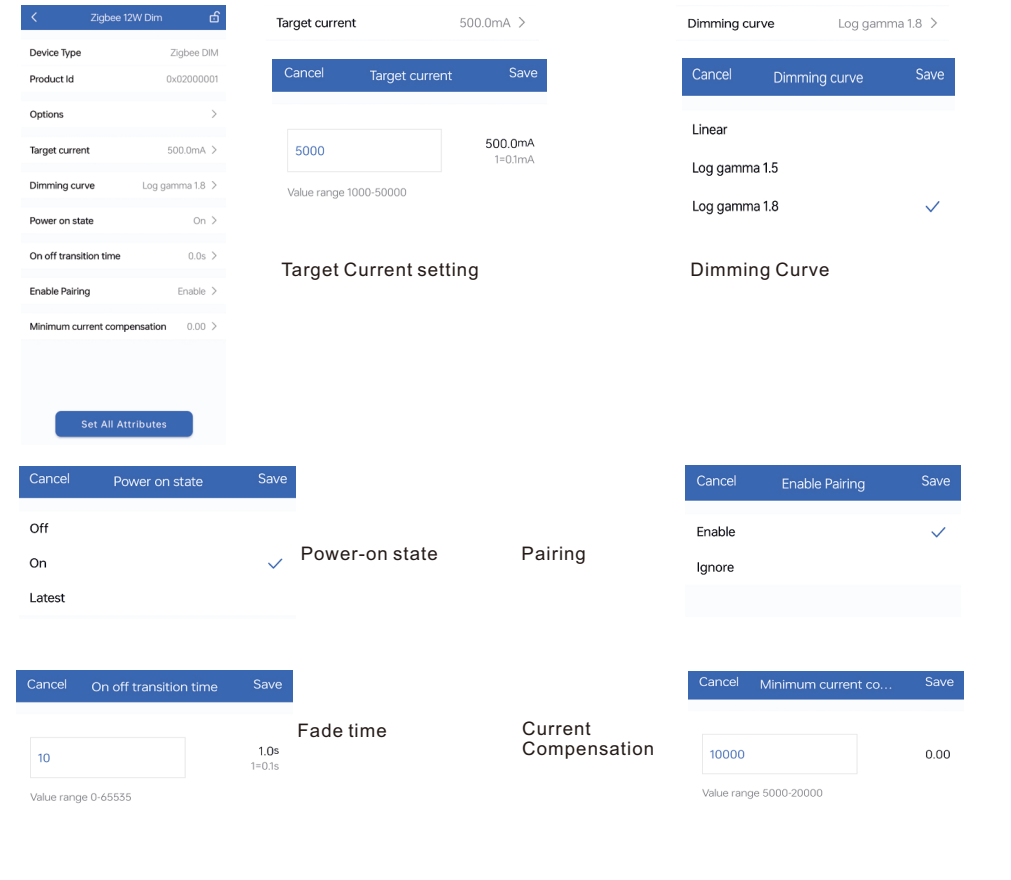 Zigbee 12W Dim
Device Type Zigbee DIM
Product Id 0x02000001
Options
Target current 500.0mA
Dimming curve Log gamma 1.8
Power on state On
On off transition time 0.0s
Enable Pairing Enable
Minimum current compensation 0.00
Set All Attributes
Target current 500.0mA
Cancel Target current Save
5000 500.0mA
1=0.1mA
Value range 1000-50000
Target Current setting
Dimming curve Log gamma 1.8
Cancel Dimming curve Save
Linear
Log gamma 1.5
Log gamma 1.8
Dimming Curve
Cancel Power on state Save
Off
On
Latest
Power-on state
Pairing
Cancel Enable Pairing Save
Enable
Ignore
Cancel On off transition time Save
10 1.0s
1=0.1s
Value range 0-65535
Fade time
Current
Compensation
Cancel Minimum current co... Save
10000 0.00
Value range 5000-20000